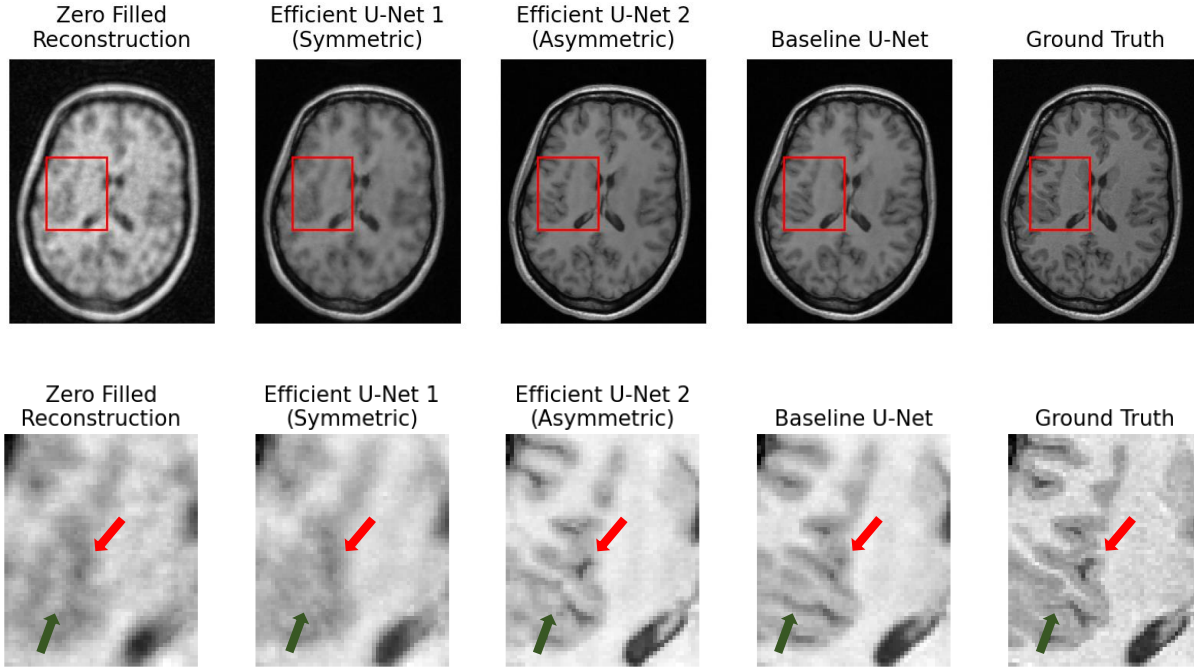 Zero Filled
Reconstruction
Efficient U-Net 1
(Symmetric)
Efficient U-Net 2
(Asymmetric)
Baseline U-Net
Ground Truth
Zero Filled
Reconstruction
Efficient U-Net 1
(Symmetric)
Efficient U-Net 2
(Asymmetric)
Baseline U-Net
Ground Truth